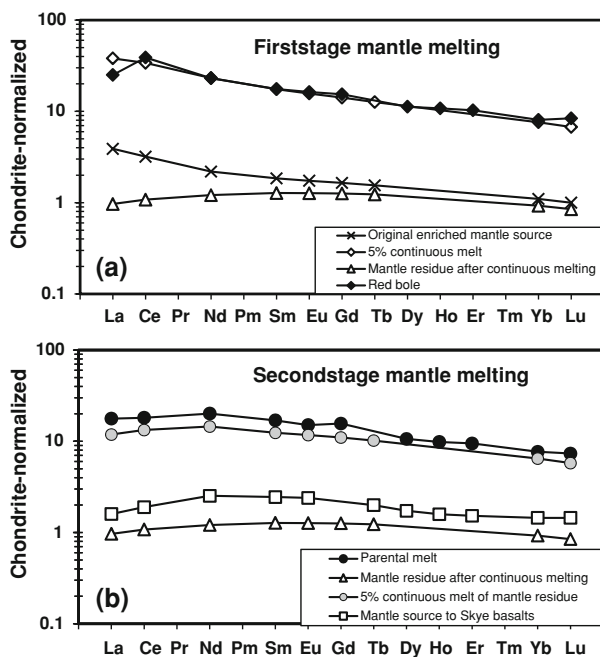 Firststage mantle melting
Chondrite-normalized
100
10
1
0.1
(a)
Original enriched mantle source
5% continuous melt
Mantle residue after continuous melting
Red bole
La Ce Pr Nd Pm Sm Eu Gd Tb Dy Ho Er Tm Yb Lu
Secondstage mantle melting
Chondrite-normalized
100
10
1
0.1
(b)
Parental melt
Mantle residue after continuous melting
5% continuous melt of mantle residue
Mantle source to Skye basalts
La Ce Pr Nd Pm Sm Eu Gd Tb Dy Ho Er Tm Yb Lu